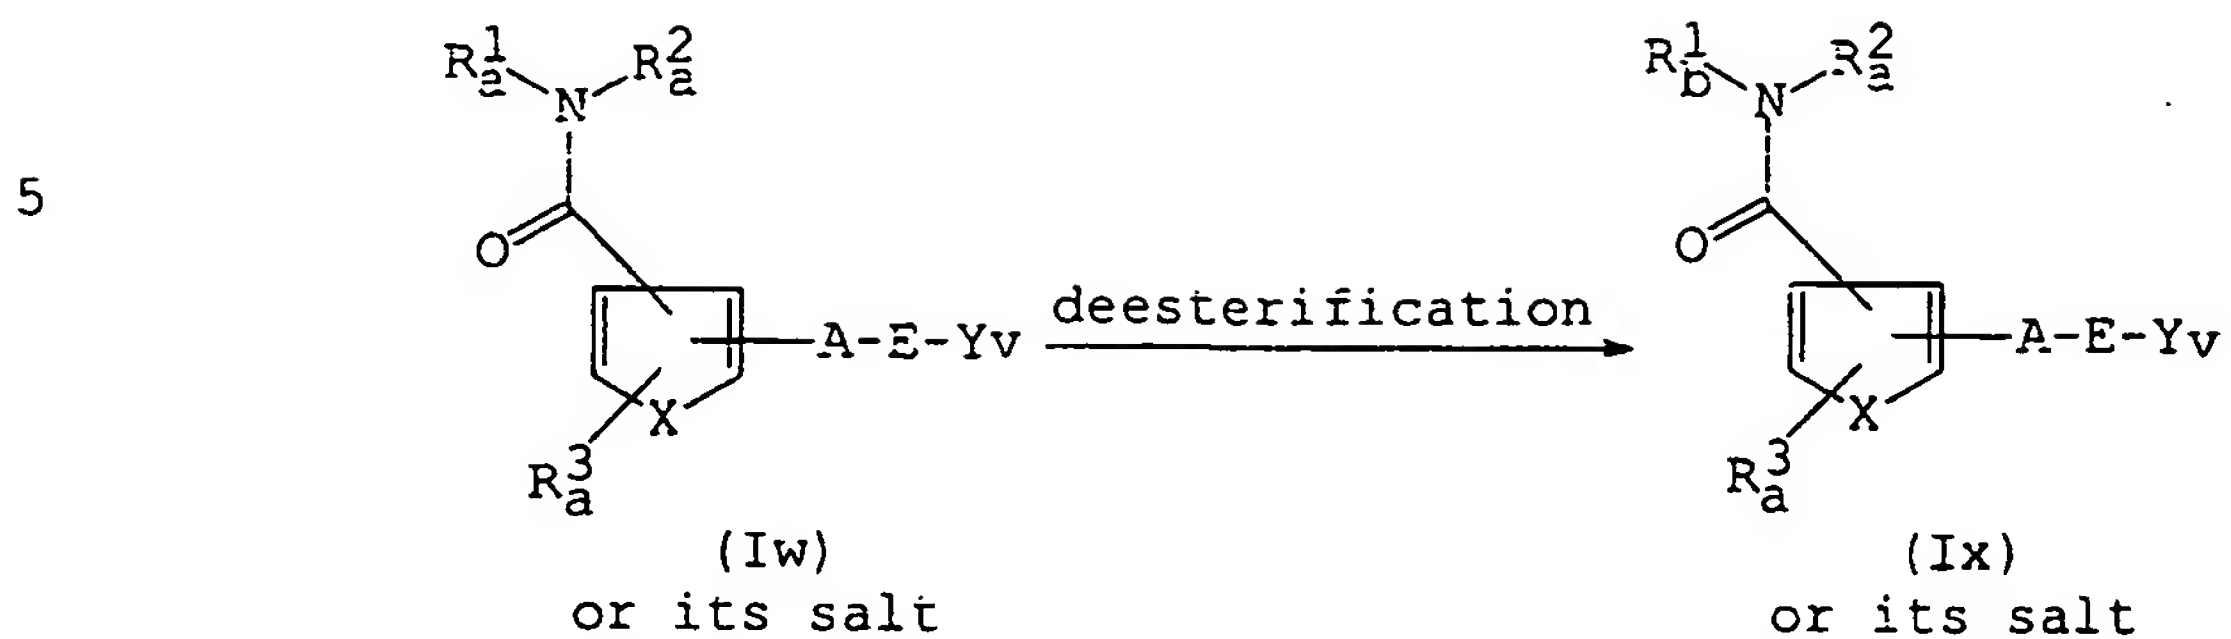 R¹a R²a R¹b R²a
N N
5
O O
deesterification
A-E-Yv A-E-Yv
X X
R³a R³a
(Iw) (Ix)
or its salt or its salt